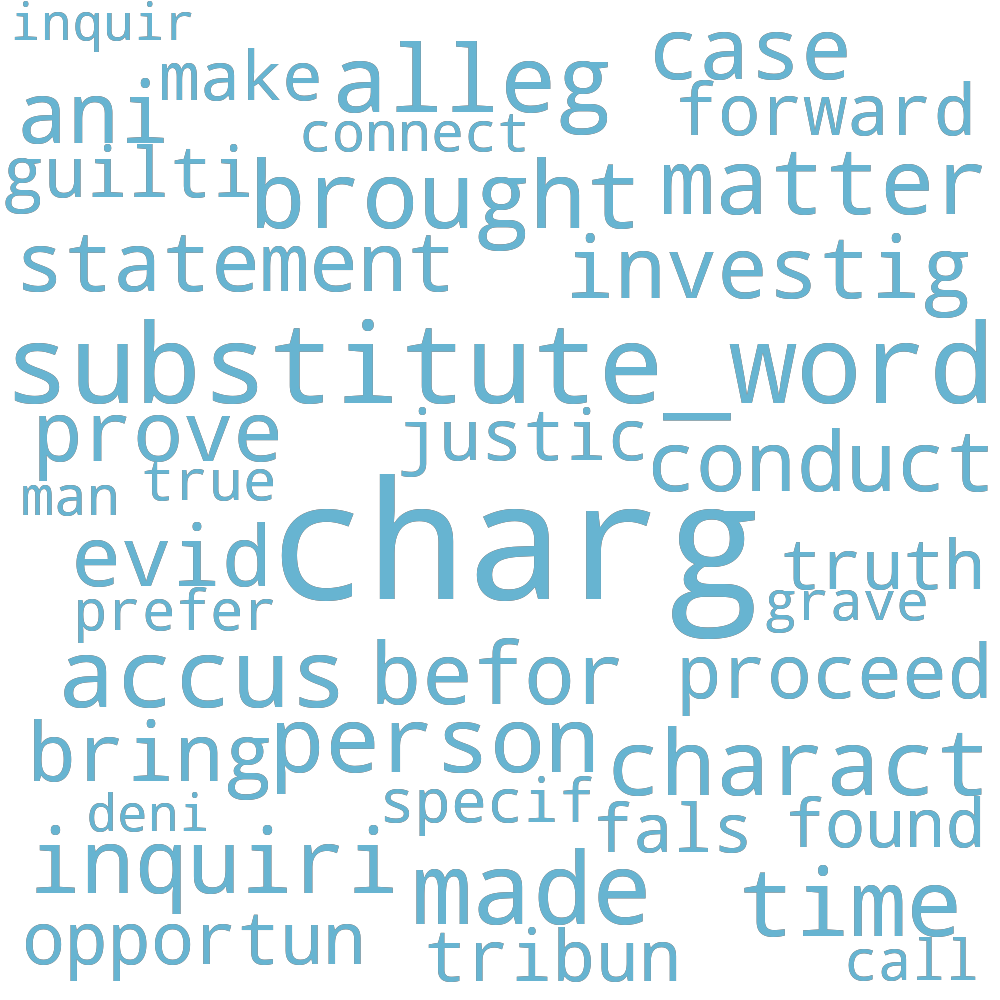 inquir
make alleg case
ani connect forward
guilti brought matter
statement investig
substitute_word
prove justic conduct
man true
evid charg truth
prefer grave
accus befor proceed
bring person charact
deni specif fals found
inquiri made time
opportun tribun call